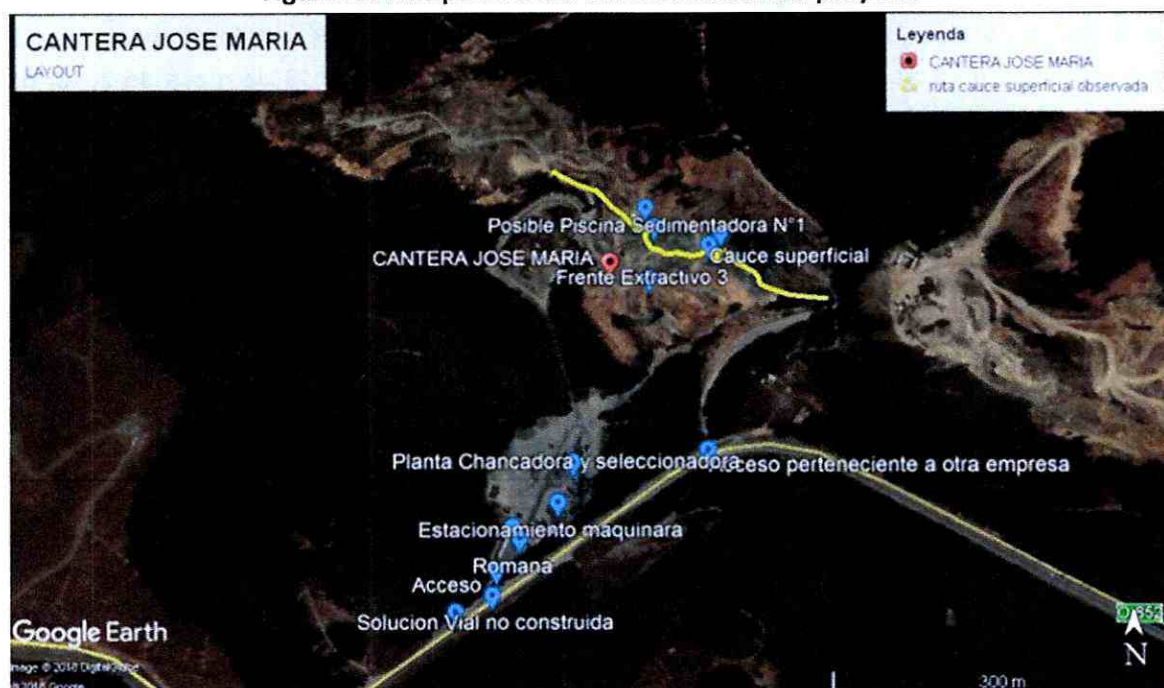 CANTERA JOSE MARIA
LAYOUT
Leyenda
CANTERA JOSE MARIA
ruta cauce superficial observada
Posible Piscina Sedimentadora N°1
Cauce superficial
CANTERA JOSE MARIA
Frente Extractivo 3
Planta Chancadora y seleccionadora
ceso perteneciente a otra empresa
Estacionamiento maquinara
Romana
Acceso
Solucion Vial no construida
Google Earth
N
300 m